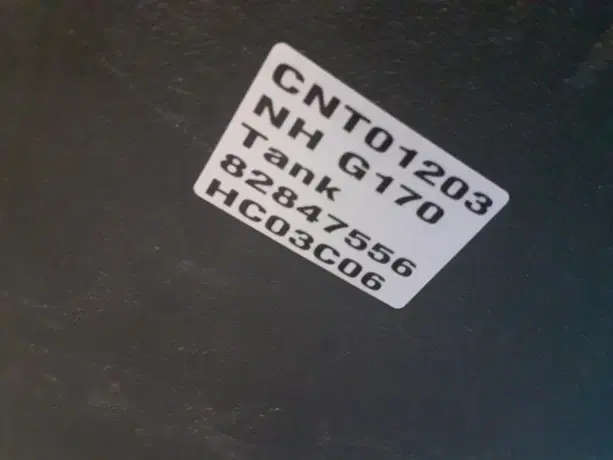 CNT01203
NH G170
Tank
82847556
HC03C06